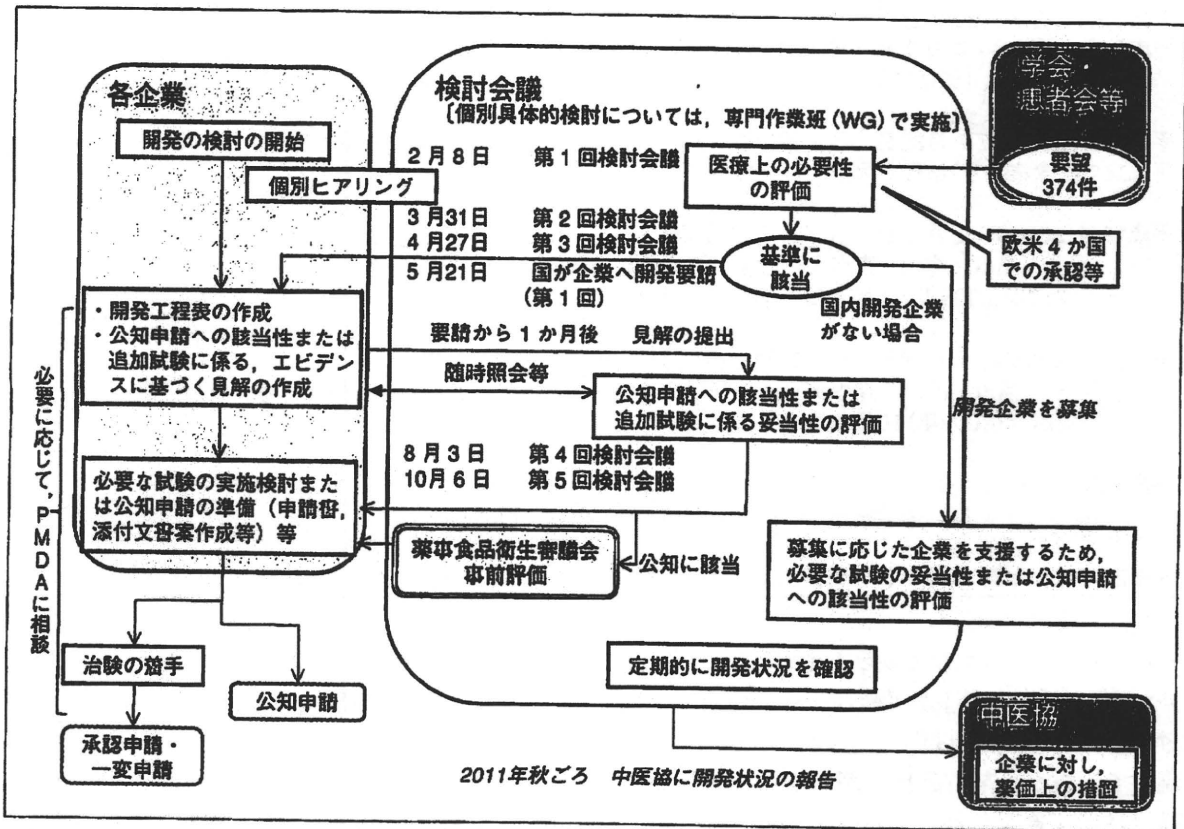 学会
患者会等
要望
374件
各企業
開発の検討の開始
個別ヒアリング
検討会議
〔個別具体的検討については，専門作業班(WG)で実施〕
2月8日 第1回検討会議
医療上の必要性
の評価
3月31日 第2回検討会議
4月27日 第3回検討会議
5月21日 国が企業へ開発要請
(第1回)
基準に
該当
欧米4か国
での承認等
国内開発企業
がない場合
・開発工程表の作成
・公知申請への該当性または
追加試験に係る，エビデン
スに基づく見解の作成
要請から1か月後 見解の提出
随時照会等
公知申請への該当性または
追加試験に係る妥当性の評価
開発企業を募集
必要に応じて，PMDAに相談
8月3日 第4回検討会議
10月6日 第5回検討会議
必要な試験の実施検討また
は公知申請の準備（申請書，
添付文書案作成等）等
薬事食品衛生審議会
事前評価
公知に該当
募集に応じた企業を支援するため，
必要な試験の妥当性または公知申請
への該当性の評価
治験の着手
公知申請
定期的に開発状況を確認
承認申請・
一変申請
2011年秋ごろ 中医協に開発状況の報告
中医協
企業に対し，
薬価上の措置